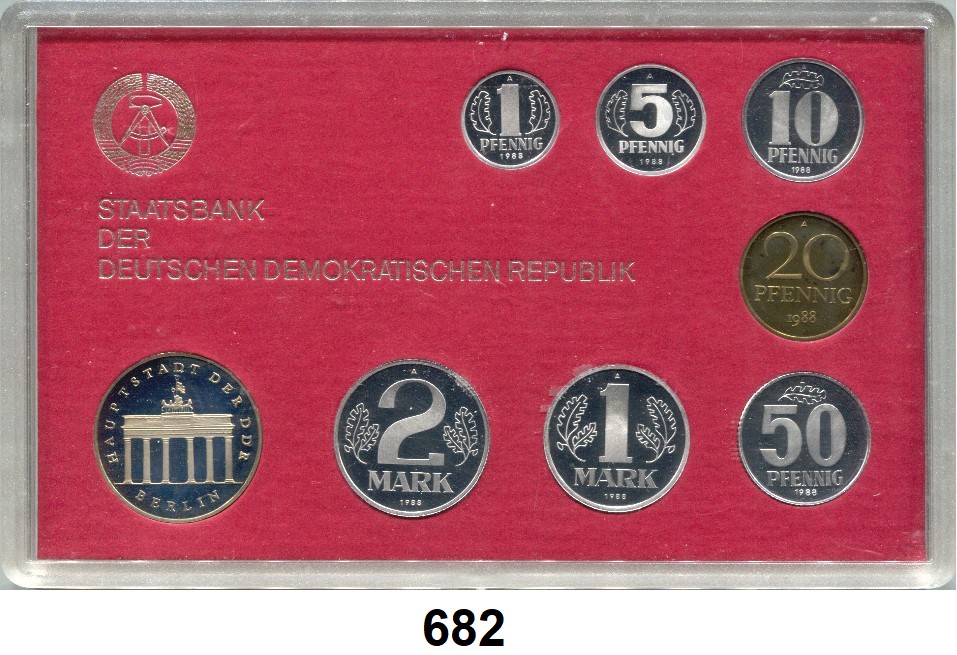 A
1
PFENNIG
1988
A
5
PFENNIG
1988
A
10
PFENNIG
1988
STAATSBANK
DER
DEUTSCHEN DEMOKRATISCHEN REPUBLIK
A
20
PFENNIG
1988
HAUPTSTADT DER DDR
BERLIN
A
2
MARK
1988
A
1
MARK
1988
A
50
PFENNIG
1988
682